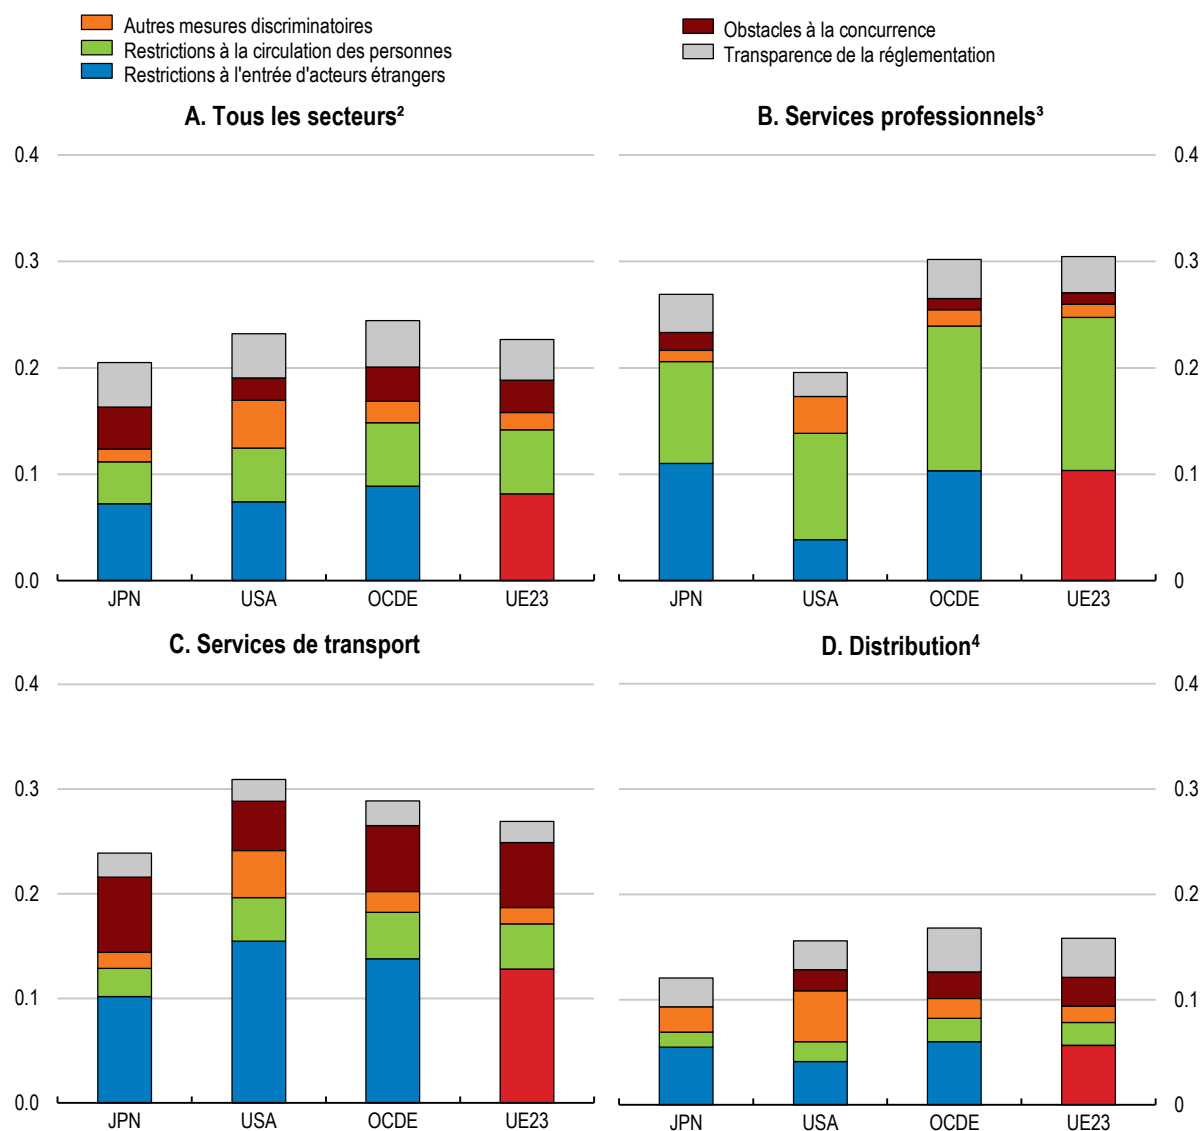 Autres mesures discriminatoires
Restrictions à la circulation des personnes
Restrictions à l'entrée d'acteurs étrangers
Obstacles à la concurrence
Transparence de la réglementation
A. Tous les secteurs²
0.4
0.3
0.2
0.1
0.0
JPN USA OCDE UE23
B. Services professionnels³
0.4
0.3
0.2
0.1
0
JPN USA OCDE UE23
C. Services de transport
0.4
0.3
0.2
0.1
0.0
JPN USA OCDE UE23
D. Distribution⁴
0.4
0.3
0.2
0.1
0
JPN USA OCDE UE23